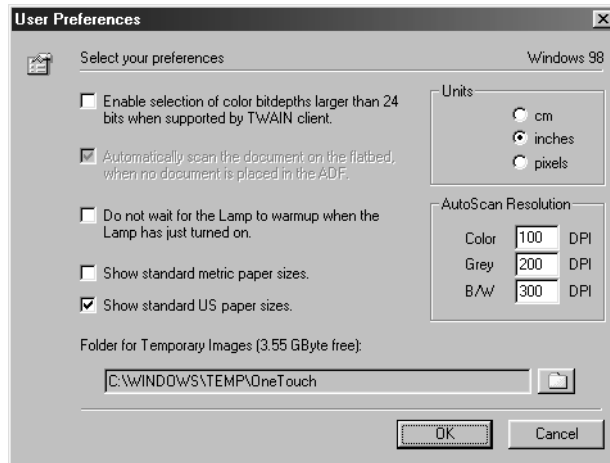 User Preferences
Select your preferences
Windows 98
Enable selection of color bitdepths larger than 24
bits when supported by TWAIN client.
Automatically scan the document on the flatbed,
when no document is placed in the ADF.
Do not wait for the Lamp to warmup when the
Lamp has just turned on.
Show standard metric paper sizes.
Show standard US paper sizes.
Units
cm
inches
pixels
AutoScan Resolution
Color 100 DPI
Grey 200 DPI
B/W 300 DPI
Folder for Temporary Images (3.55 GByte free):
C:\WINDOWS\TEMP\OneTouch
OK
Cancel